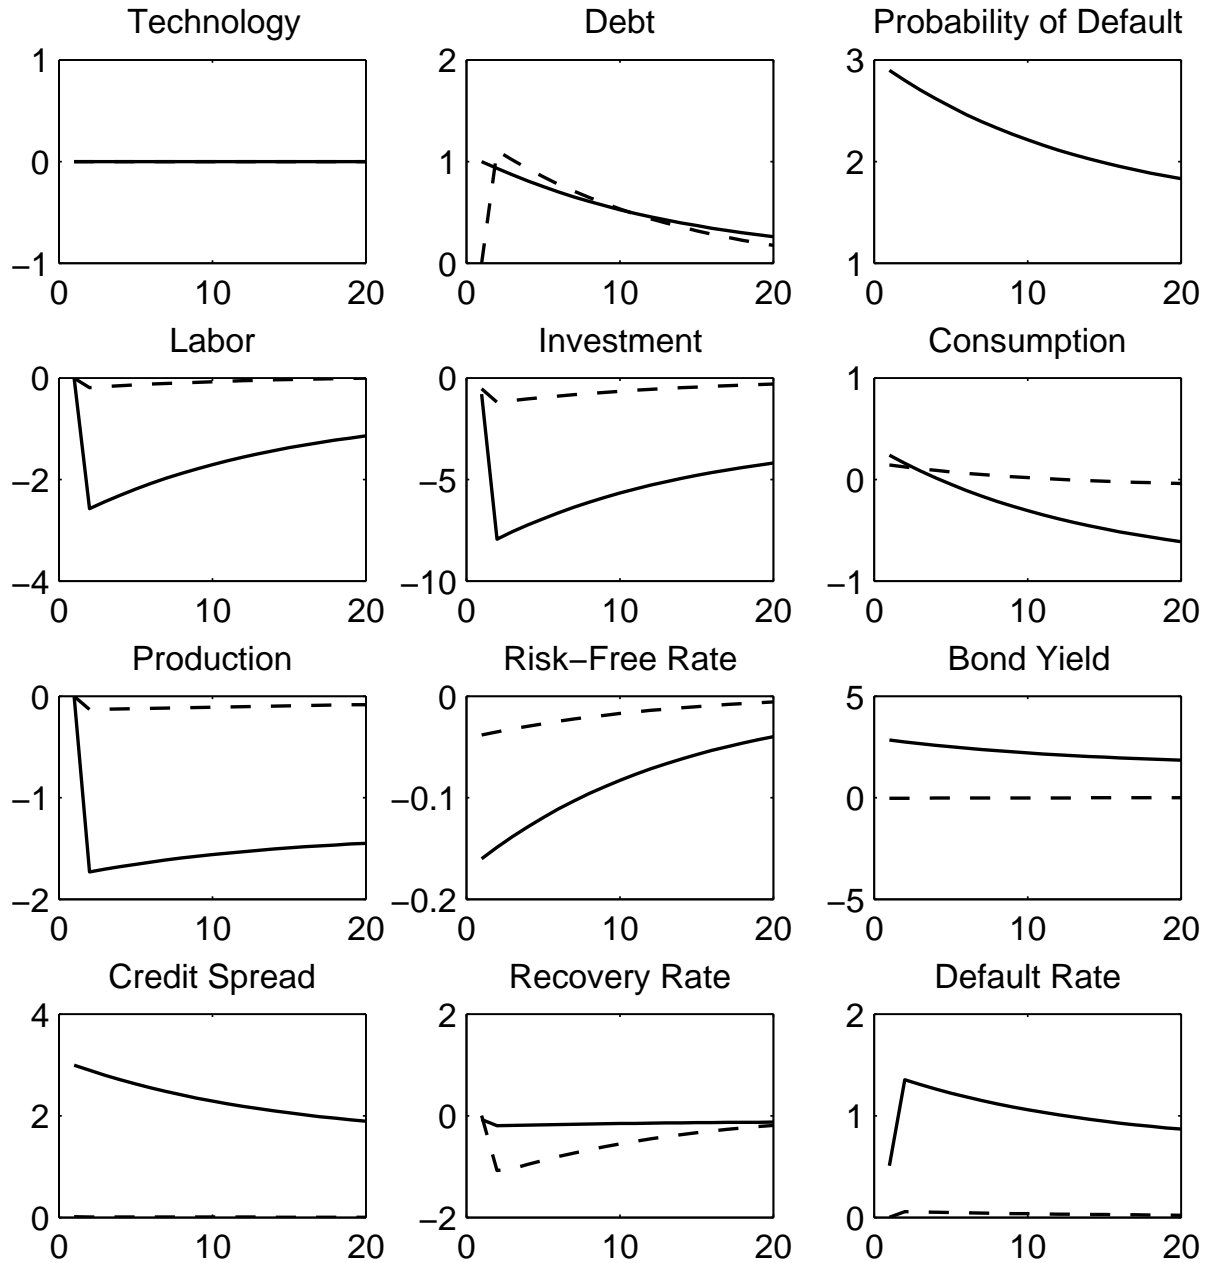 Technology Debt Probability of Default
1 2 3
0 1 2
−1 0 1
0 10 20 0 10 20 0 10 20
Labor Investment Consumption
0 0 1
−2 −5 0
−4 −10 −1
0 10 20 0 10 20 0 10 20
Production Risk−Free Rate Bond Yield
0 0 5
−1 −0.1 0
−2 −0.2 −5
0 10 20 0 10 20 0 10 20
Credit Spread Recovery Rate Default Rate
4 2 2
2 0 1
0 −2 0
0 10 20 0 10 20 0 10 20